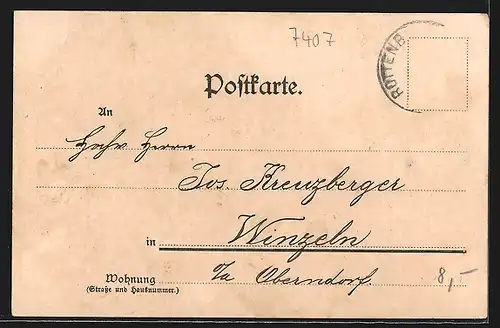 7407
ROTTENB
Postkarte.
An
Hochw. Herrn
Jos. Kreuzberger
in Winzeln
Oberndorf.
Wohnung
(Straße und Hausnummer.)
8,-